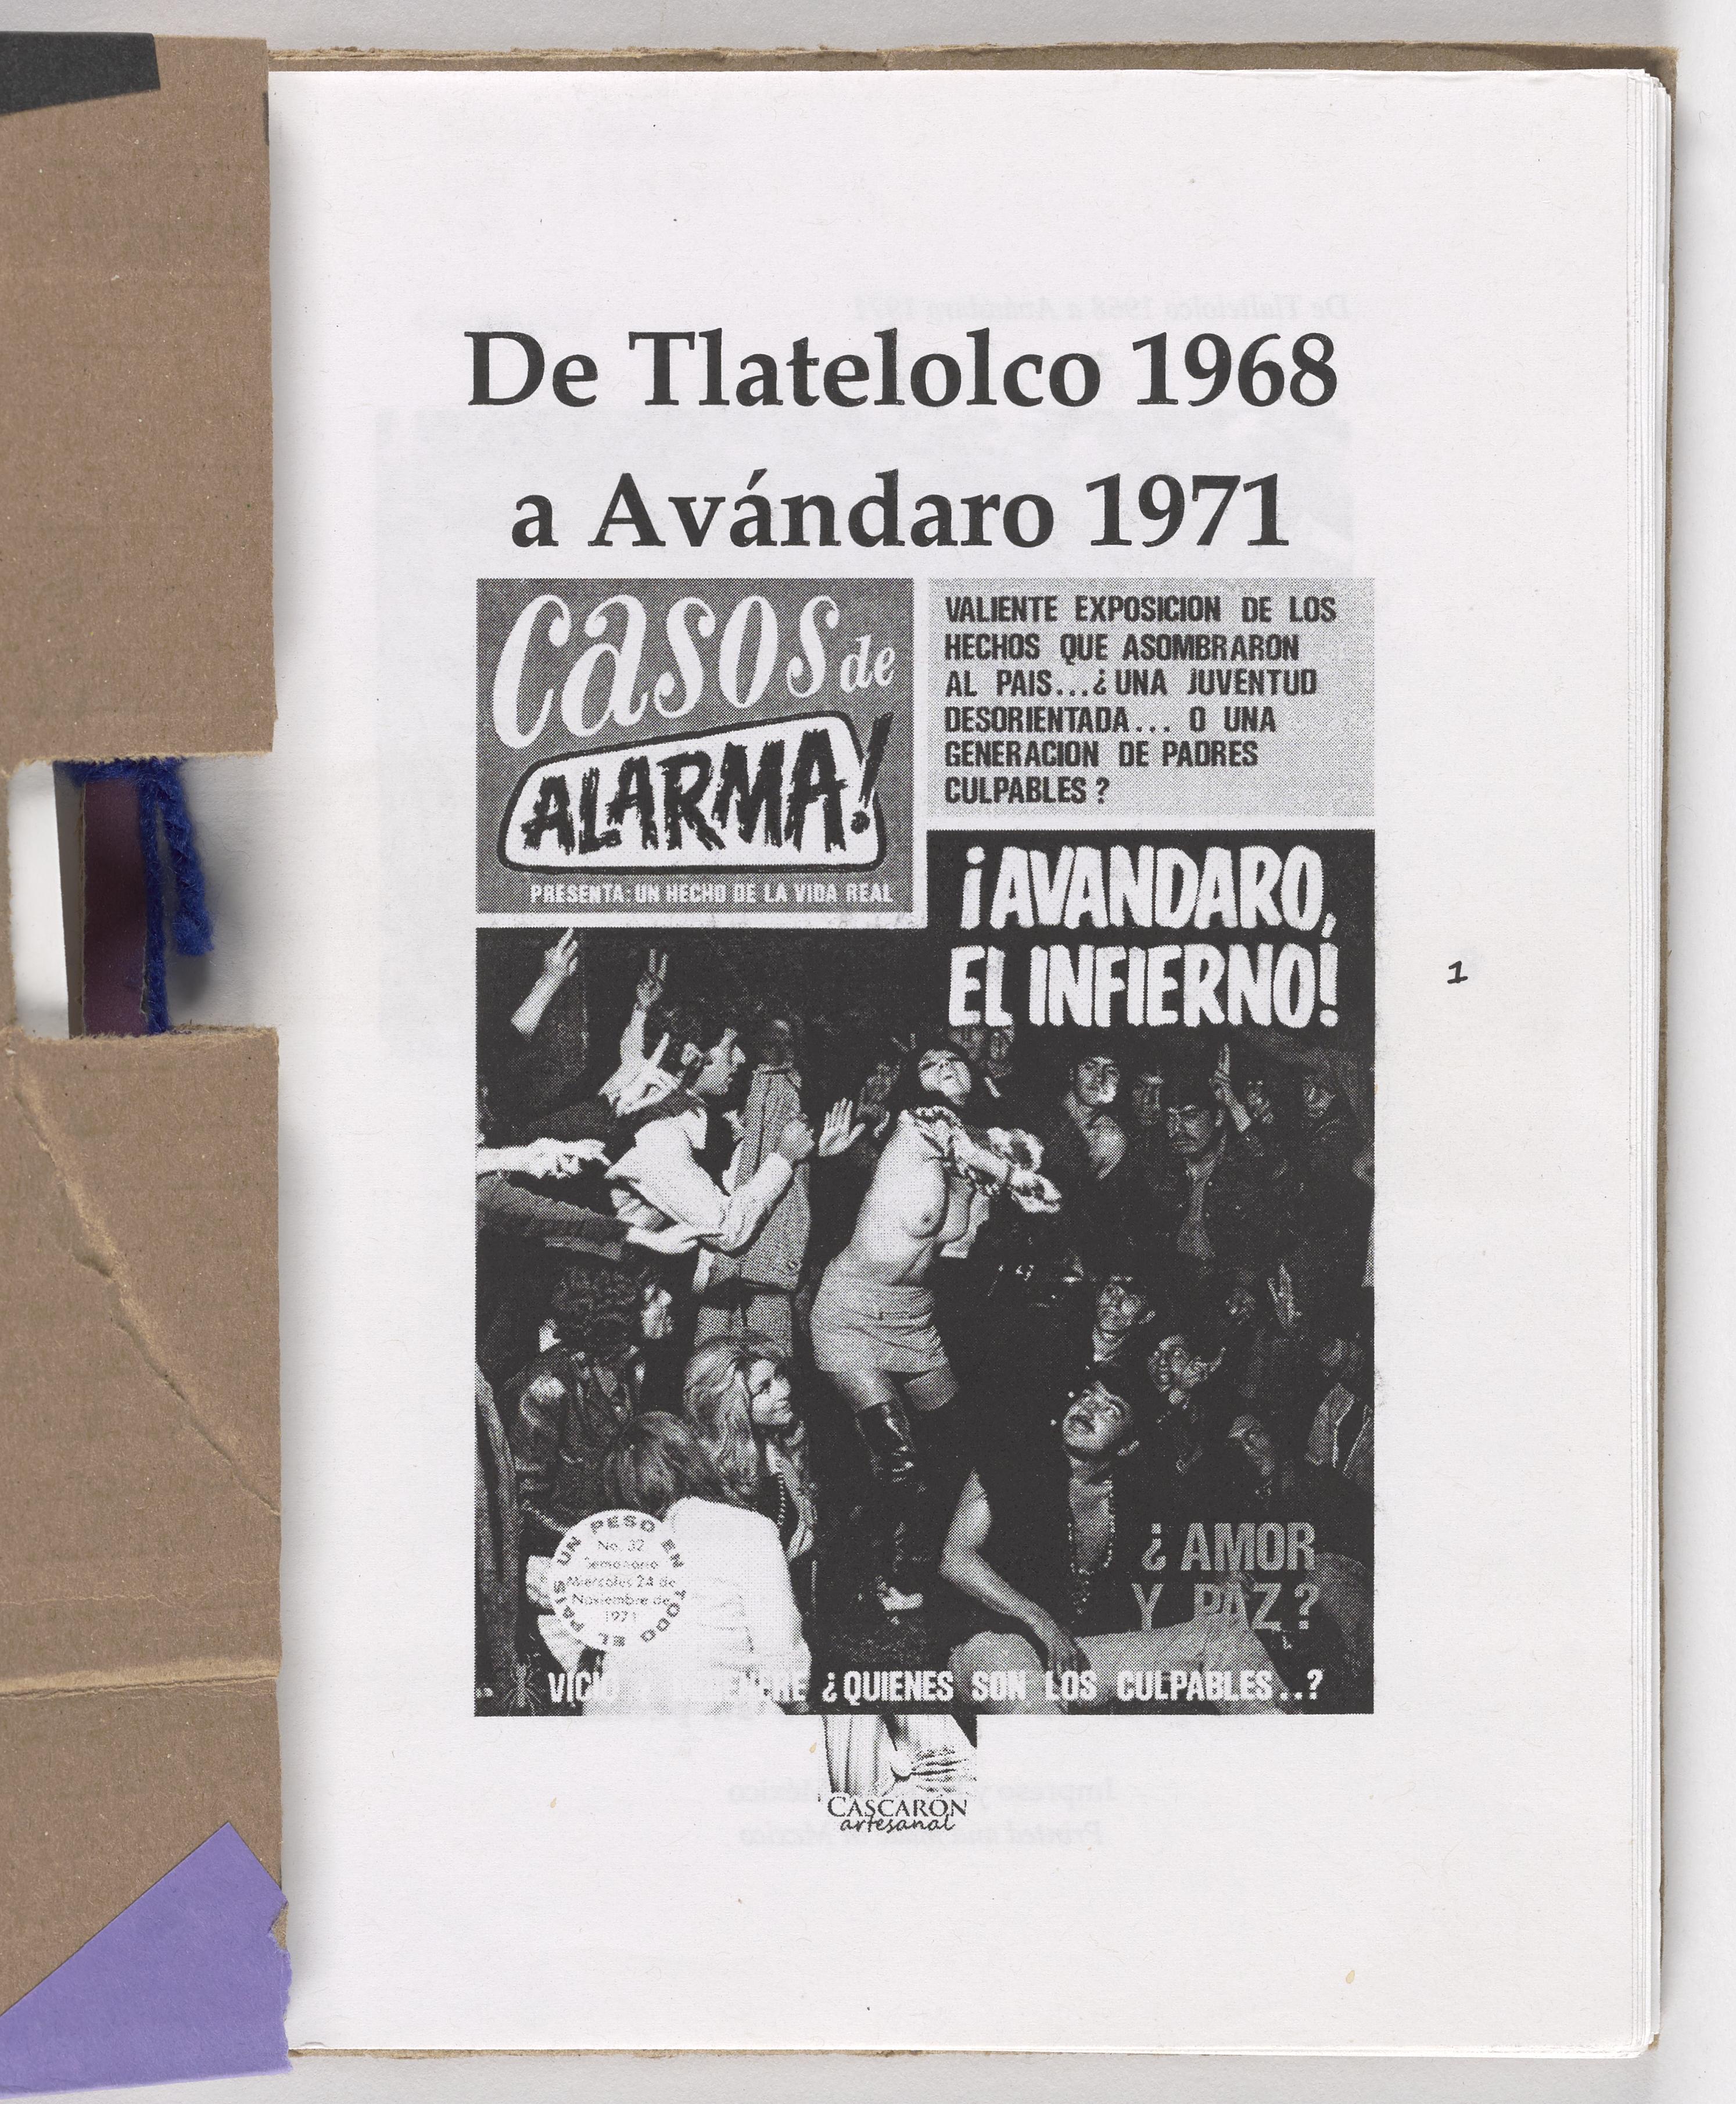 De Tlatelolco 1968
a Avándaro 1971
Casos de
ALARMA!
PRESENTA: UN HECHO DE LA VIDA REAL
VALIENTE EXPOSICION DE LOS
HECHOS QUE ASOMBRARON
AL PAIS...¿UNA JUVENTUD
DESORIENTADA... O UNA
GENERACION DE PADRES
CULPABLES?
¡AVANDARO,
EL INFIERNO!
1
¿AMOR
Y PAZ?
UN PESO EN TODO EL PAIS
No. 32
Semanario
Miercoles 24 de
Noviembre de
1971
VICIO ¿QUIENES SON LOS CULPABLES..?
CASCARÓN
artesanal